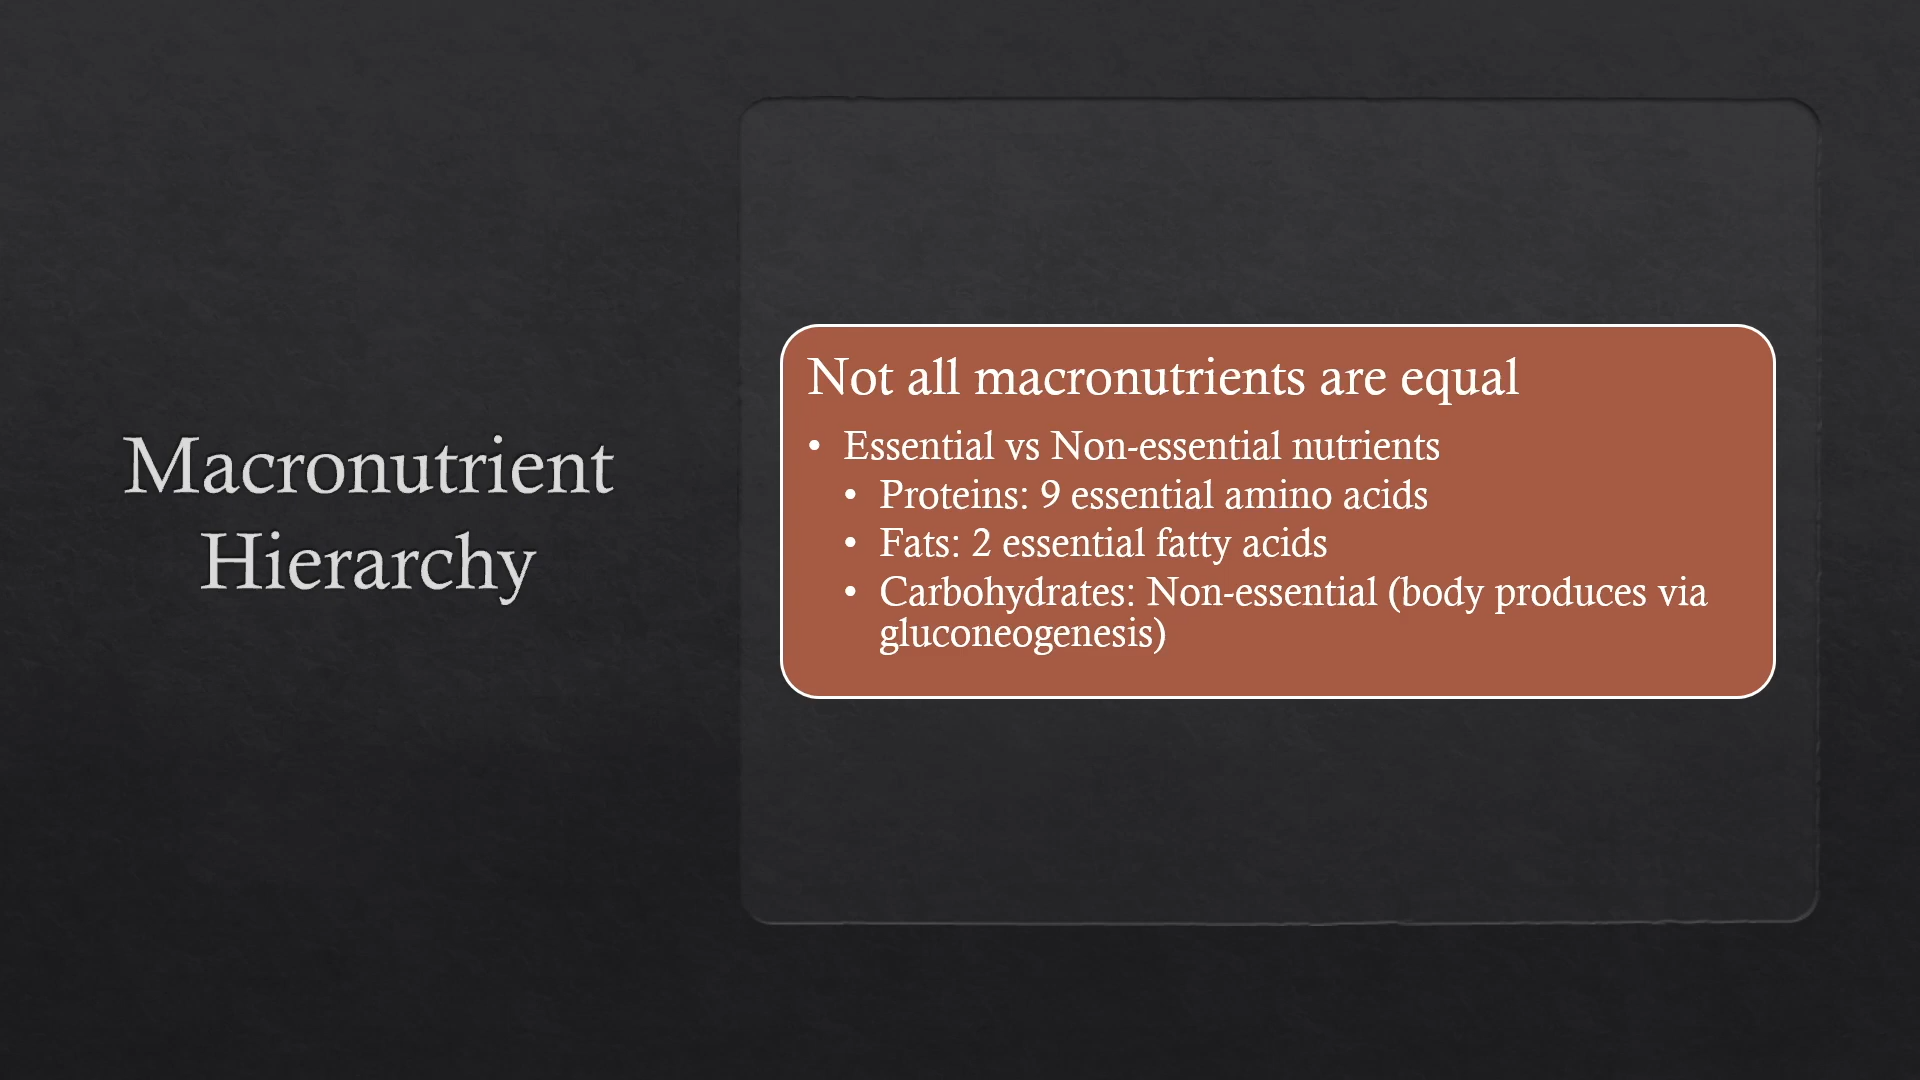 Macronutrient
Hierarchy
Not all macronutrients are equal
• Essential vs Non-essential nutrients
• Proteins: 9 essential amino acids
• Fats: 2 essential fatty acids
• Carbohydrates: Non-essential (body produces via
gluconeogenesis)